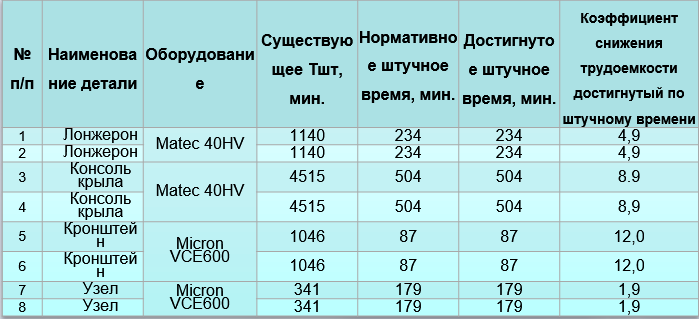 № п/п Наименование детали Оборудование Существующее Тшт, мин. Нормативное штучное время, мин. Достигнутое штучное время, мин. Коэффициент снижения трудоемкости достигнутый по штучному времени
1 Лонжерон Matec 40HV 1140 234 234 4,9
2 Лонжерон 1140 234 234 4,9
3 Консоль крыла Matec 40HV 4515 504 504 8.9
4 Консоль крыла 4515 504 504 8,9
5 Кронштейн Micron VCE600 1046 87 87 12,0
6 Кронштейн 1046 87 87 12,0
7 Узел Micron VCE600 341 179 179 1,9
8 Узел 341 179 179 1,9